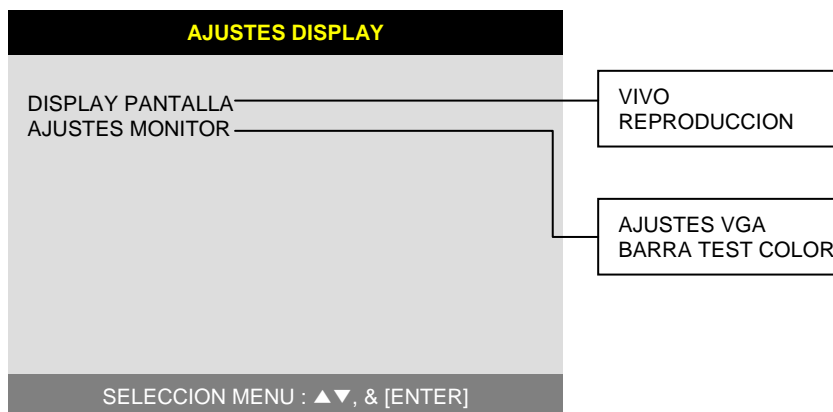 AJUSTES DISPLAY
DISPLAY PANTALLA
AJUSTES MONITOR
VIVO
REPRODUCCION
AJUSTES VGA
BARRA TEST COLOR
SELECCION MENU : ▲▼, & [ENTER]